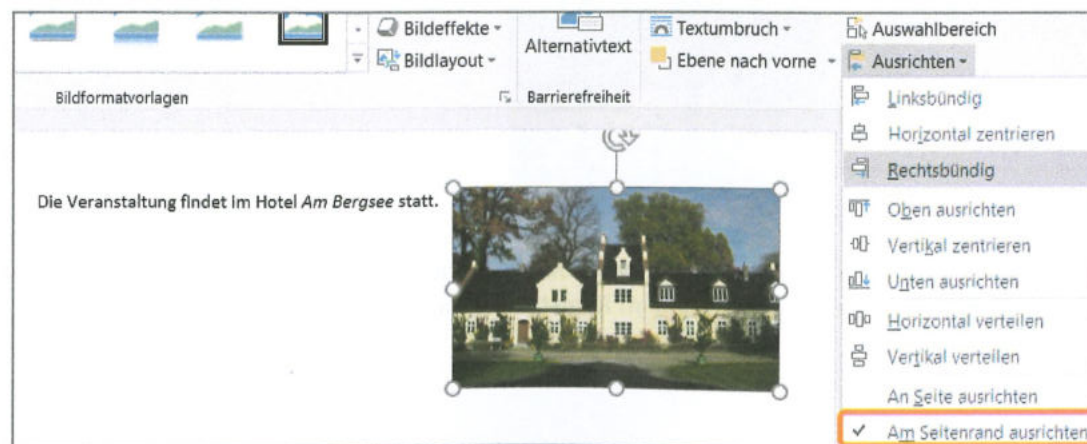 Bildeffekte
Bildlayout
Bildformatvorlagen
Alternativtext
Barrierefreiheit
Textumbruch
Ebene nach vorne
Auswahlbereich
Ausrichten
Linksbündig
Horizontal zentrieren
Rechtsbündig
Oben ausrichten
Vertikal zentrieren
Unten ausrichten
Horizontal verteilen
Vertikal verteilen
An Seite ausrichten
Am Seitenrand ausrichten
Die Veranstaltung findet im Hotel Am Bergsee statt.